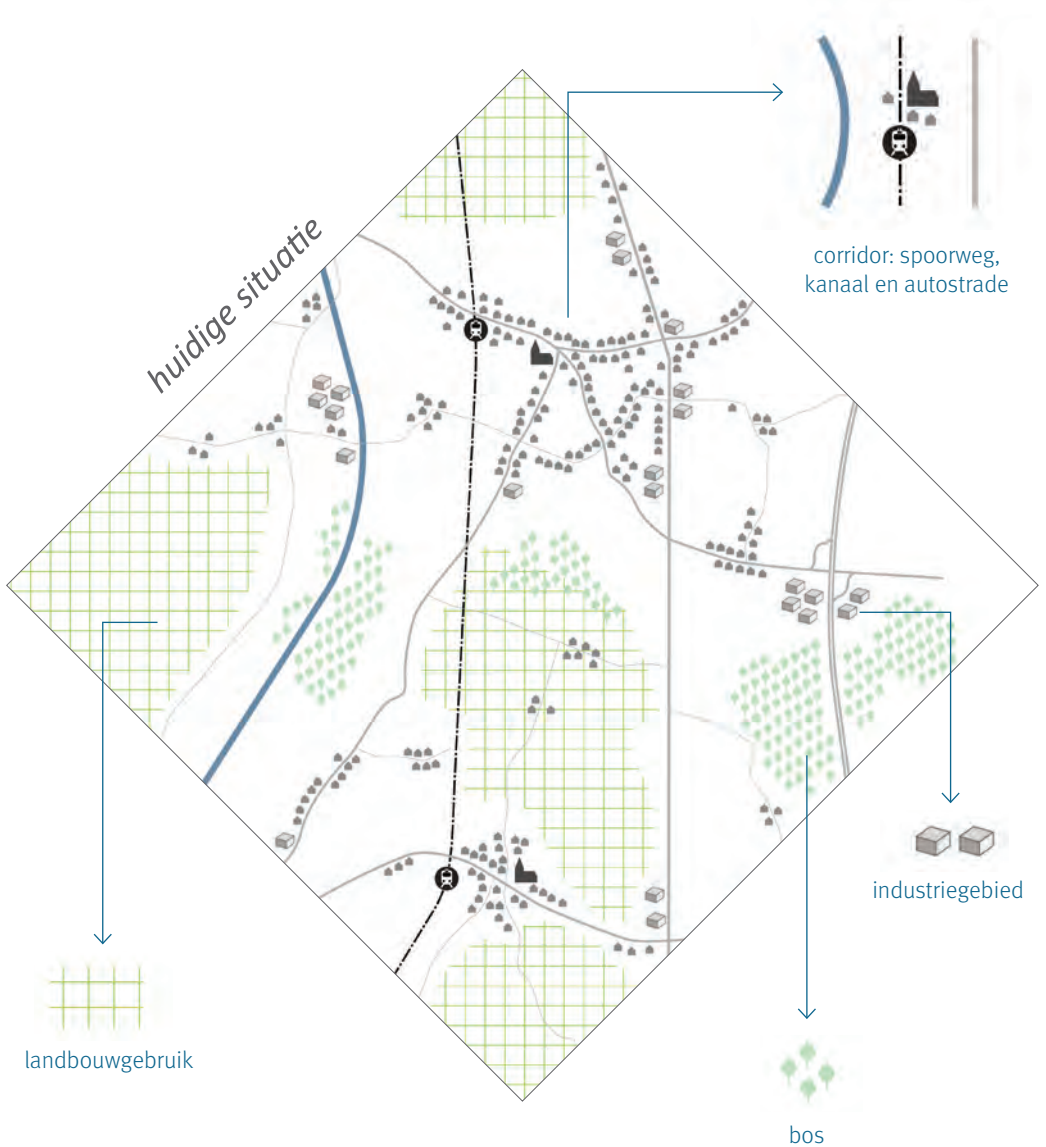 corridor: spoorweg,
kanaal en autostrade
huidige situatie
industriegebied
landbouwgebruik
bos